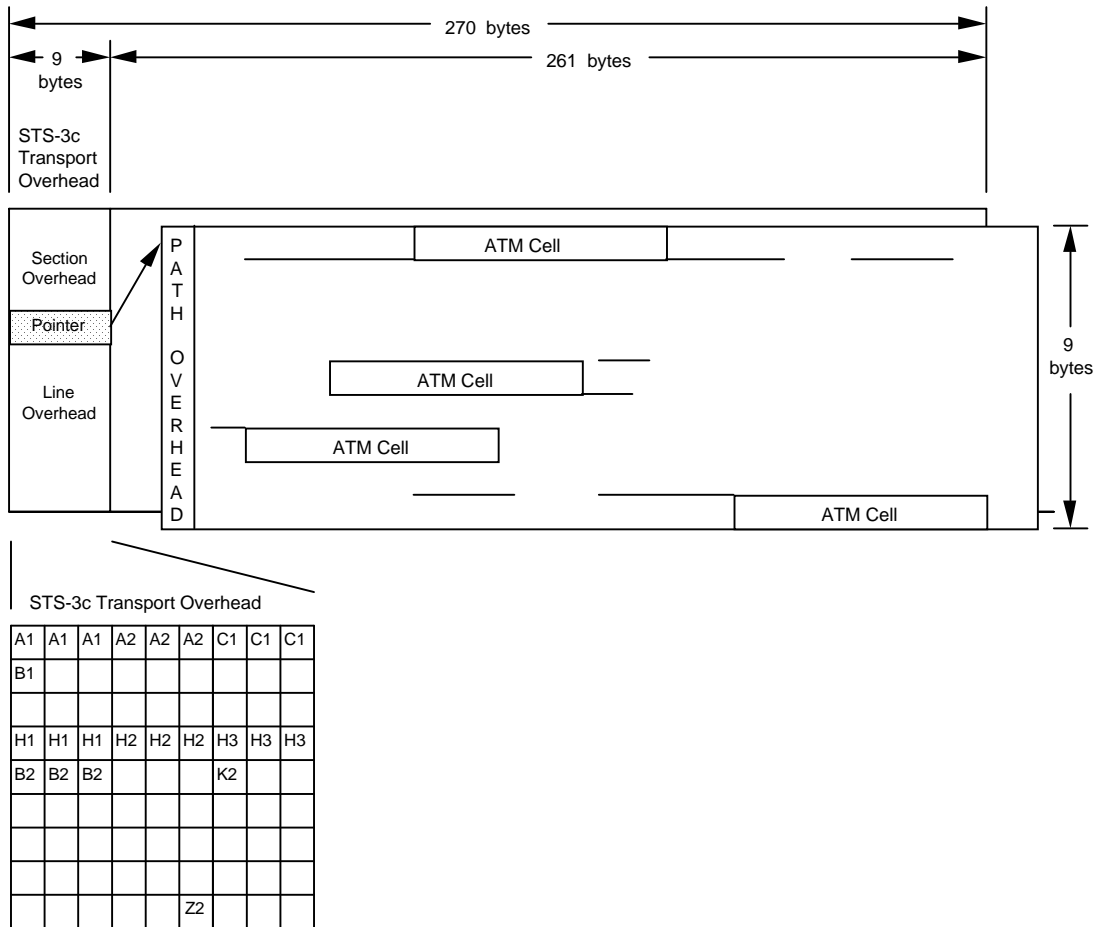 270 bytes
9
bytes
261 bytes
STS-3c
Transport
Overhead
Section
Overhead
Pointer
Line
Overhead
P
A
T
H
O
V
E
R
H
E
A
D
ATM Cell
ATM Cell
ATM Cell
ATM Cell
9
bytes
STS-3c Transport Overhead
A1 A1 A1 A2 A2 A2 C1 C1 C1
B1
H1 H1 H1 H2 H2 H2 H3 H3 H3
B2 B2 B2 K2
Z2